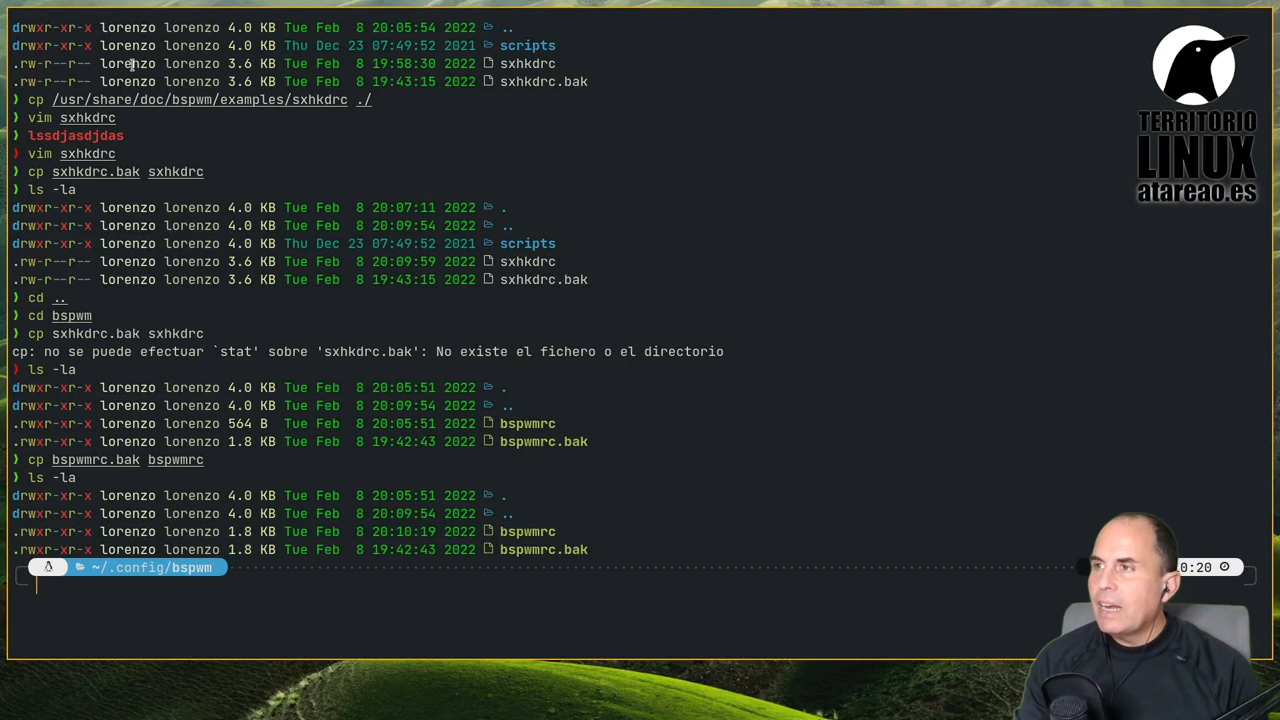 drwxr-xr-x lorenzo lorenzo 4.0 KB Tue Feb  8 20:05:54 2022 ..
drwxr-xr-x lorenzo lorenzo 4.0 KB Thu Dec 23 07:49:52 2021 scripts
.rw-r--r-- lorenzo lorenzo 3.6 KB Tue Feb  8 19:58:30 2022 sxhkdrc
.rw-r--r-- lorenzo lorenzo 3.6 KB Tue Feb  8 19:43:15 2022 sxhkdrc.bak
❯ cp /usr/share/doc/bspwm/examples/sxhkdrc ./
❯ vim sxhkdrc
❯ lssdjasdjdas
❯ vim sxhkdrc
❯ cp sxhkdrc.bak sxhkdrc
❯ ls -la
drwxr-xr-x lorenzo lorenzo 4.0 KB Tue Feb  8 20:07:11 2022 .
drwxr-xr-x lorenzo lorenzo 4.0 KB Tue Feb  8 20:09:54 2022 ..
drwxr-xr-x lorenzo lorenzo 4.0 KB Thu Dec 23 07:49:52 2021 scripts
.rw-r--r-- lorenzo lorenzo 3.6 KB Tue Feb  8 20:09:59 2022 sxhkdrc
.rw-r--r-- lorenzo lorenzo 3.6 KB Tue Feb  8 19:43:15 2022 sxhkdrc.bak
❯ cd ..
❯ cd bspwm
❯ cp sxhkdrc.bak sxhkdrc
cp: no se puede efectuar `stat' sobre 'sxhkdrc.bak': No existe el fichero o el directorio
❯ ls -la
drwxr-xr-x lorenzo lorenzo 4.0 KB Tue Feb  8 20:05:51 2022 .
drwxr-xr-x lorenzo lorenzo 4.0 KB Tue Feb  8 20:09:54 2022 ..
.rwxr-xr-x lorenzo lorenzo 564 B  Tue Feb  8 20:05:51 2022 bspwmrc
.rwxr-xr-x lorenzo lorenzo 1.8 KB Tue Feb  8 19:42:43 2022 bspwmrc.bak
❯ cp bspwmrc.bak bspwmrc
❯ ls -la
drwxr-xr-x lorenzo lorenzo 4.0 KB Tue Feb  8 20:05:51 2022 .
drwxr-xr-x lorenzo lorenzo 4.0 KB Tue Feb  8 20:09:54 2022 ..
.rwxr-xr-x lorenzo lorenzo 1.8 KB Tue Feb  8 20:10:19 2022 bspwmrc
.rwxr-xr-x lorenzo lorenzo 1.8 KB Tue Feb  8 19:42:43 2022 bspwmrc.bak
~/.config/bspwm 0:20
TERRITORIO
LINUX
atareao.es